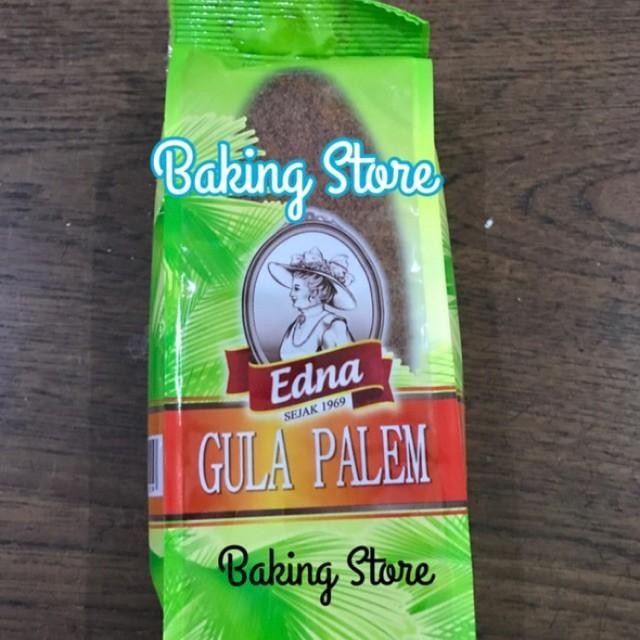 Baking Store
Edna
SEJAK 1969
GULA PALEM
Baking Store